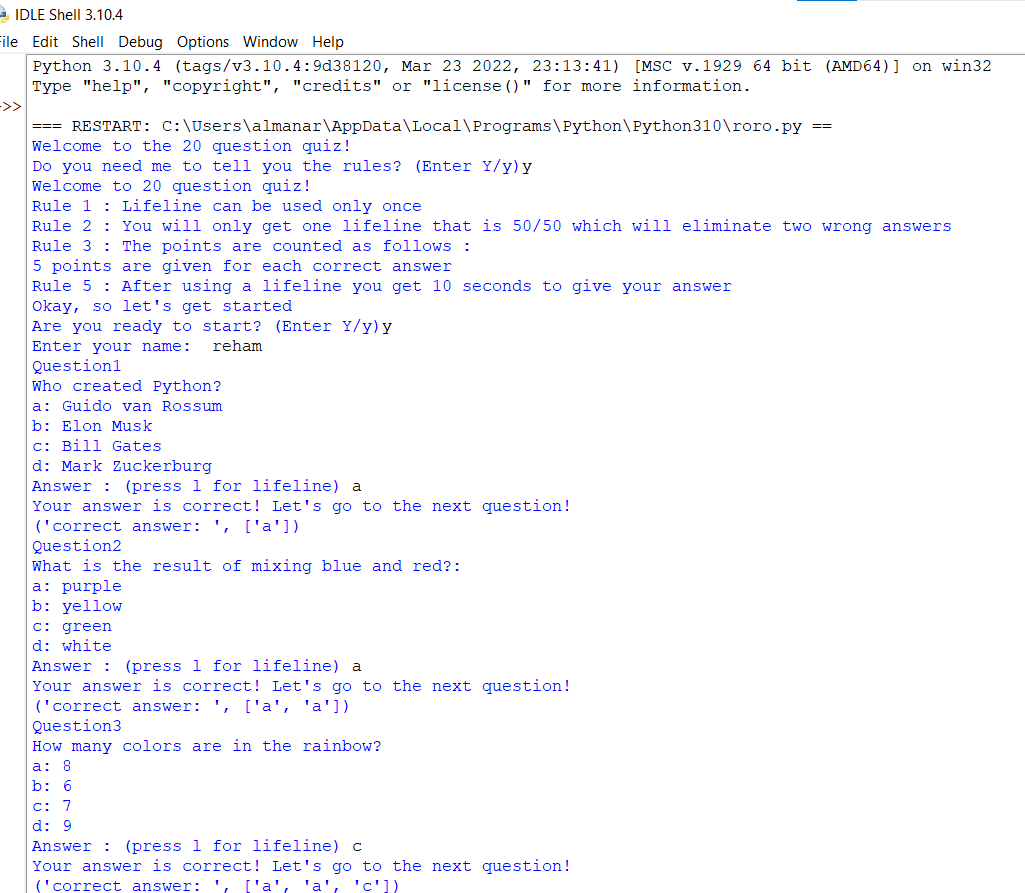 IDLE Shell 3.10.4
File Edit Shell Debug Options Window Help
Python 3.10.4 (tags/v3.10.4:9d38120, Mar 23 2022, 23:13:41) [MSC v.1929 64 bit (AMD64)] on win32
Type "help", "copyright", "credits" or "license()" for more information.
>>>
=== RESTART: C:\Users\almanar\AppData\Local\Programs\Python\Python310\roro.py ==
Welcome to the 20 question quiz!
Do you need me to tell you the rules? (Enter Y/y)y
Welcome to 20 question quiz!
Rule 1 : Lifeline can be used only once
Rule 2 : You will only get one lifeline that is 50/50 which will eliminate two wrong answers
Rule 3 : The points are counted as follows :
5 points are given for each correct answer
Rule 5 : After using a lifeline you get 10 seconds to give your answer
Okay, so let's get started
Are you ready to start? (Enter Y/y)y
Enter your name:  reham
Question1
Who created Python?
a: Guido van Rossum
b: Elon Musk
c: Bill Gates
d: Mark Zuckerburg
Answer : (press l for lifeline) a
Your answer is correct! Let's go to the next question!
('correct answer: ', ['a'])
Question2
What is the result of mixing blue and red?:
a: purple
b: yellow
c: green
d: white
Answer : (press l for lifeline) a
Your answer is correct! Let's go to the next question!
('correct answer: ', ['a', 'a'])
Question3
How many colors are in the rainbow?
a: 8
b: 6
c: 7
d: 9
Answer : (press l for lifeline) c
Your answer is correct! Let's go to the next question!
('correct answer: ', ['a', 'a', 'c'])